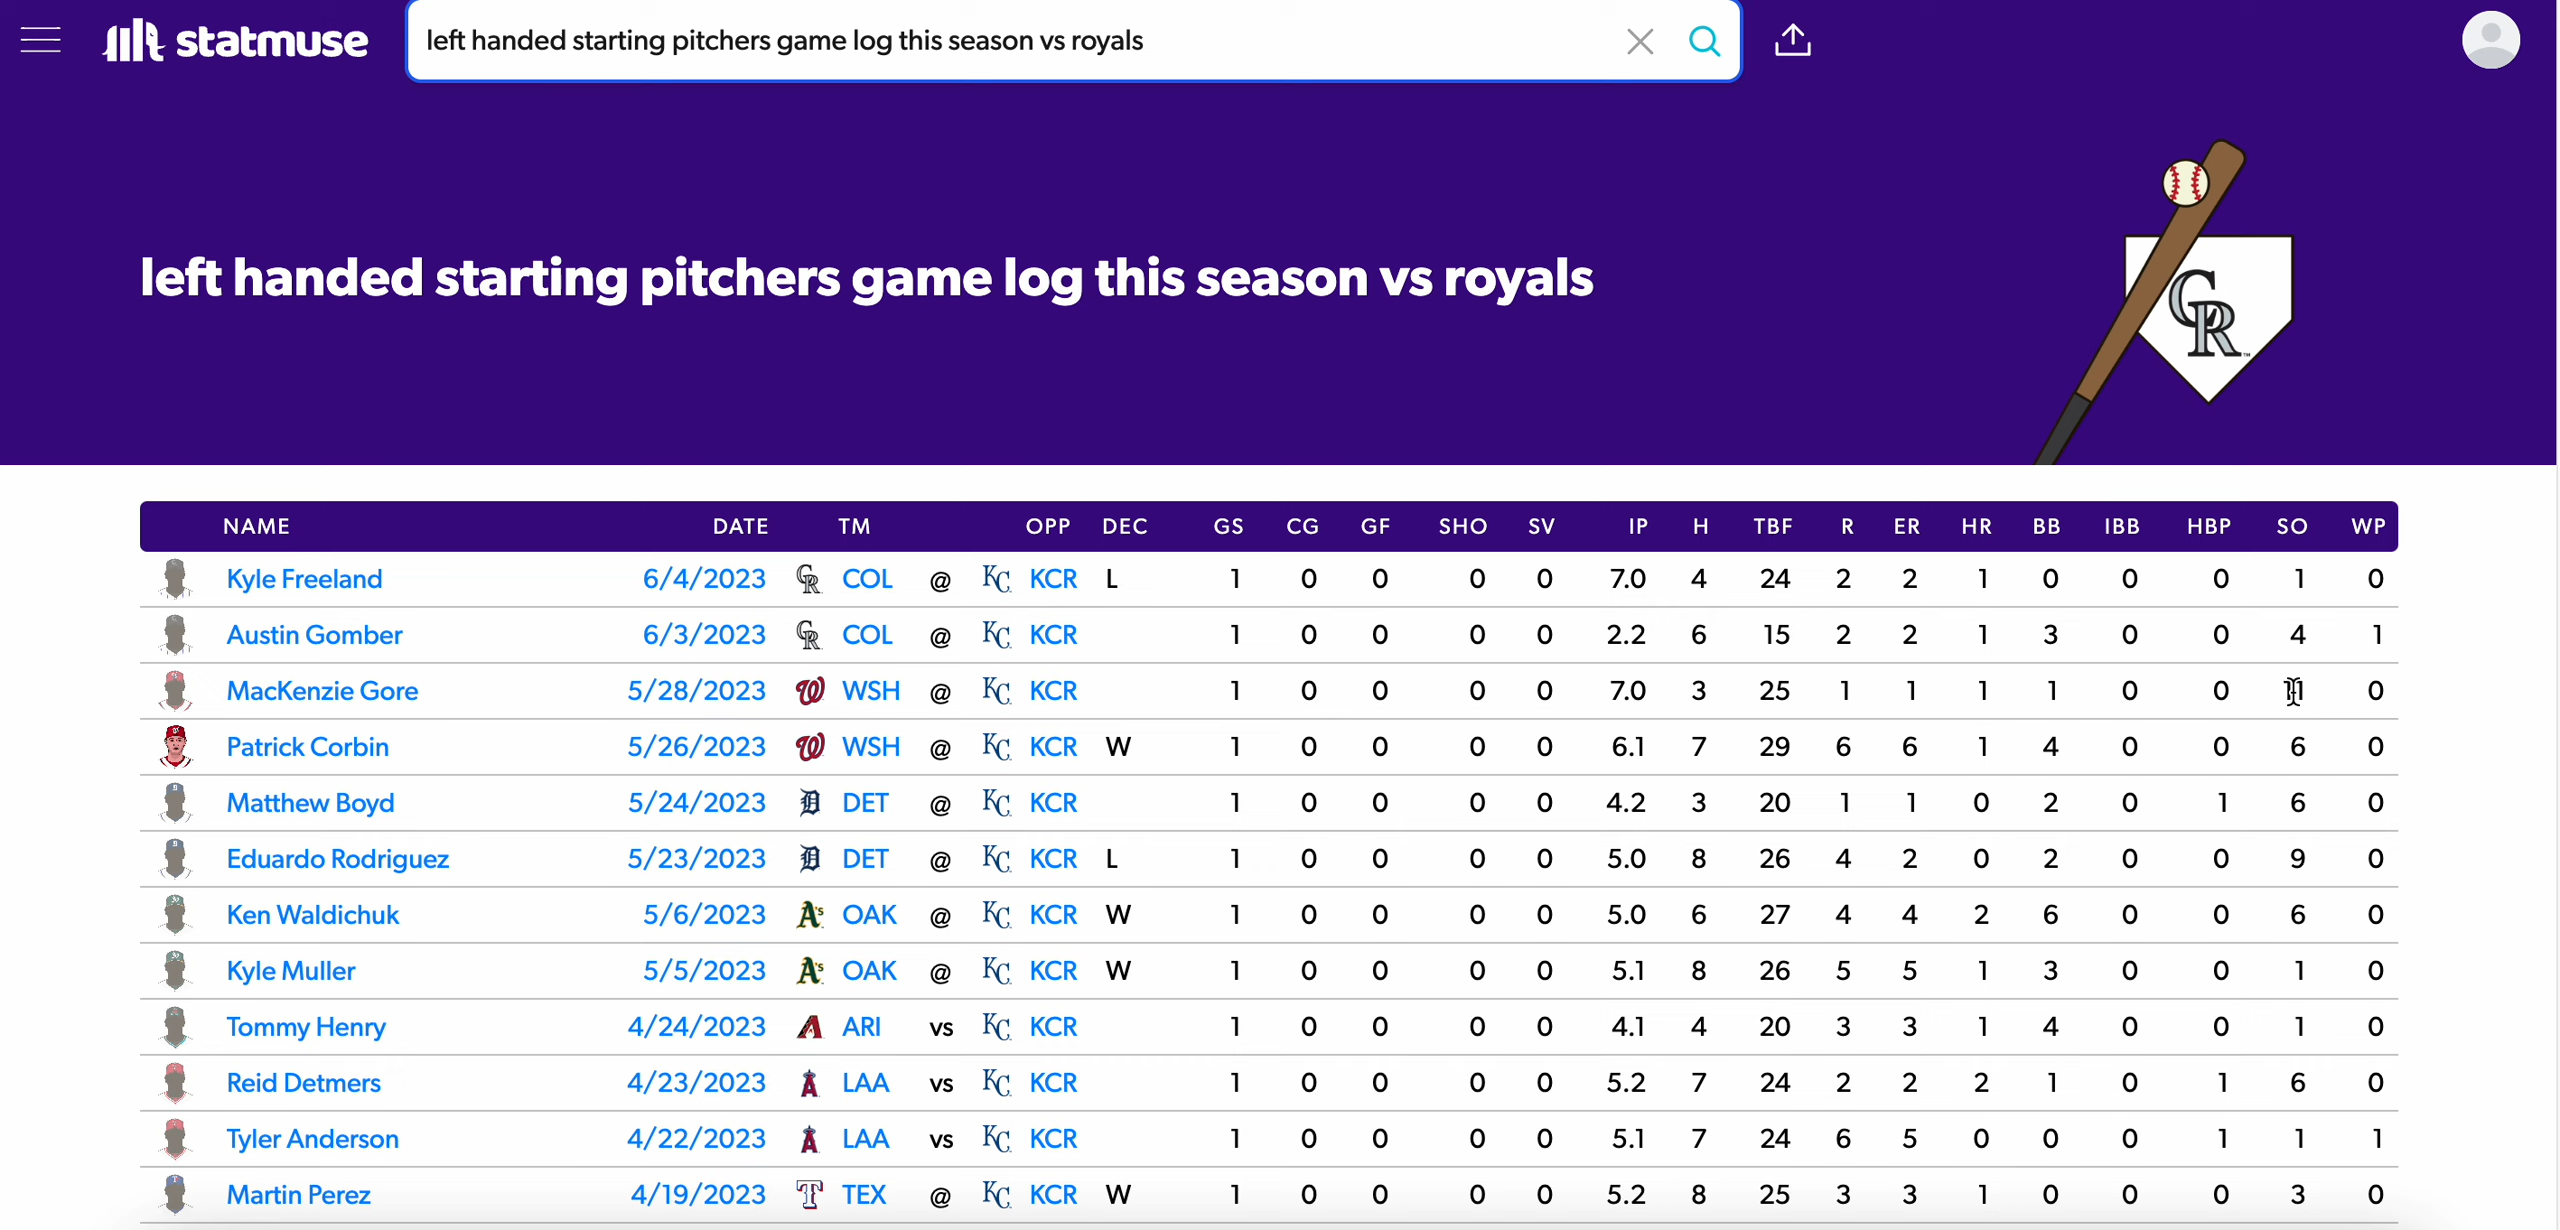 statmuse
left handed starting pitchers game log this season vs royals
left handed starting pitchers game log this season vs royals
CR
NAME DATE TM OPP DEC GS CG GF SHO SV IP H TBF R ER HR BB IBB HBP SO WP
Kyle Freeland 6/4/2023 COL @ KC KCR L 1 0 0 0 0 7.0 4 24 2 2 1 0 0 0 1 0
Austin Gomber 6/3/2023 COL @ KC KCR 1 0 0 0 0 2.2 6 15 2 2 1 3 0 0 4 1
MacKenzie Gore 5/28/2023 WSH @ KC KCR 1 0 0 0 0 7.0 3 25 1 1 1 1 0 0 11 0
Patrick Corbin 5/26/2023 WSH @ KC KCR W 1 0 0 0 0 6.1 7 29 6 6 1 4 0 0 6 0
Matthew Boyd 5/24/2023 DET @ KC KCR 1 0 0 0 0 4.2 3 20 1 1 0 2 0 1 6 0
Eduardo Rodriguez 5/23/2023 DET @ KC KCR L 1 0 0 0 0 5.0 8 26 4 2 0 2 0 0 9 0
Ken Waldichuk 5/6/2023 A's OAK @ KC KCR W 1 0 0 0 0 5.0 6 27 4 4 2 6 0 0 6 0
Kyle Muller 5/5/2023 A's OAK @ KC KCR W 1 0 0 0 0 5.1 8 26 5 5 1 3 0 0 1 0
Tommy Henry 4/24/2023 ARI vs KC KCR 1 0 0 0 0 4.1 4 20 3 3 1 4 0 0 1 0
Reid Detmers 4/23/2023 LAA vs KC KCR 1 0 0 0 0 5.2 7 24 2 2 2 1 0 1 6 0
Tyler Anderson 4/22/2023 LAA vs KC KCR 1 0 0 0 0 5.1 7 24 6 5 0 0 0 1 1 1
Martin Perez 4/19/2023 TEX @ KC KCR W 1 0 0 0 0 5.2 8 25 3 3 1 0 0 0 3 0